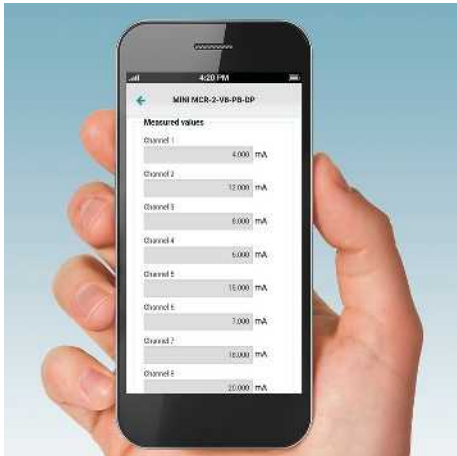 4:20 PM
MINI MCR-2-V8-PB-DP
Measured values
Channel 1
4.000 mA
Channel 2
12.000 mA
Channel 3
8.000 mA
Channel 4
6.000 mA
Channel 5
15.000 mA
Channel 6
7.000 mA
Channel 7
18.000 mA
Channel 8
20.000 mA